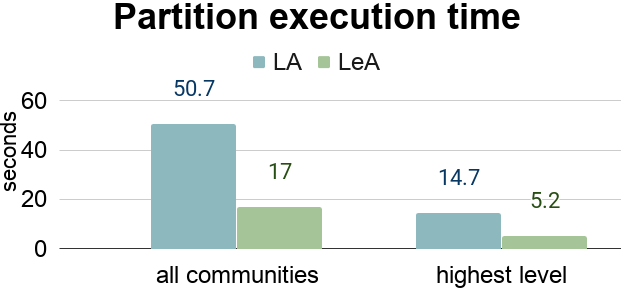 Partition execution time
LA LeA
seconds
60
40
20
0
50.7
17
14.7
5.2
all communities
highest level